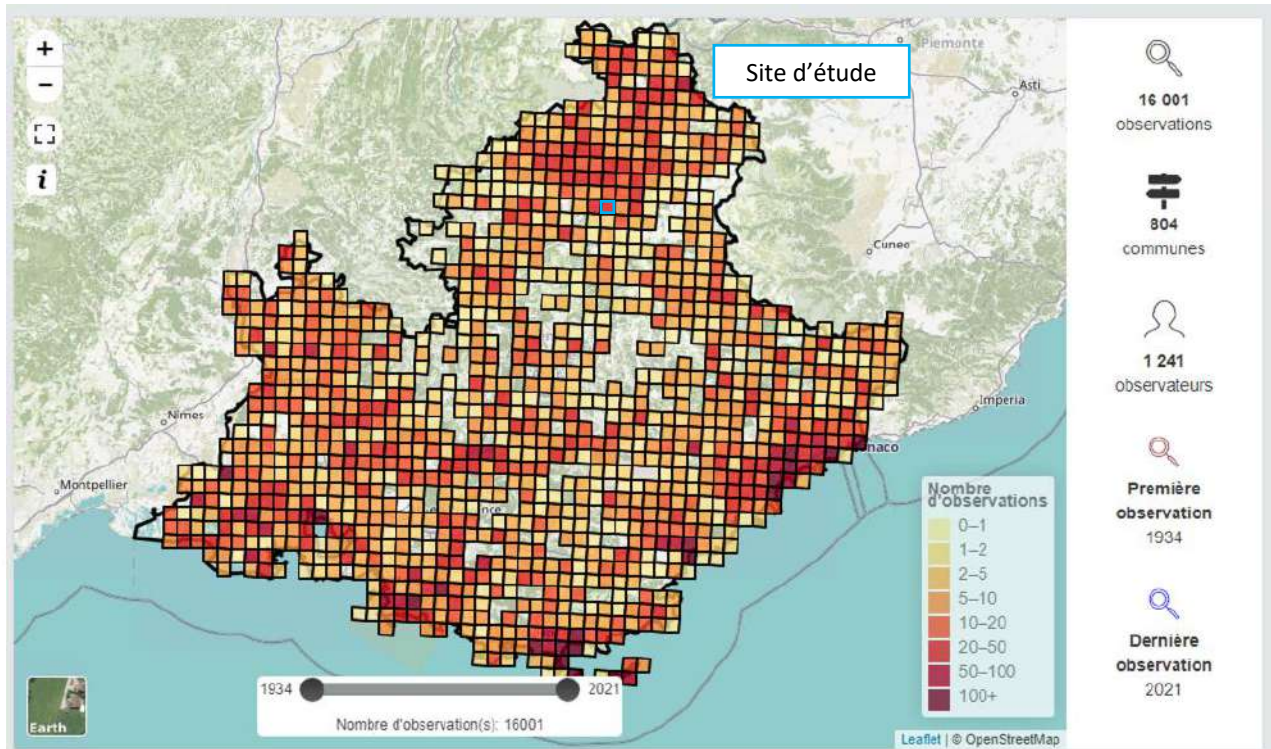 +
−
i
Site d'étude
Piemonte
Asti
Cuneo
Imperia
Nimes
Montpellier
naco
Nombre
d'observations
0–1
1–2
2–5
5–10
10–20
20–50
50–100
100+
1934
2021
Nombre d'observation(s): 16001
Earth
Leaflet | © OpenStreetMap
16 001
observations
804
communes
1 241
observateurs
Première
observation
1934
Dernière
observation
2021